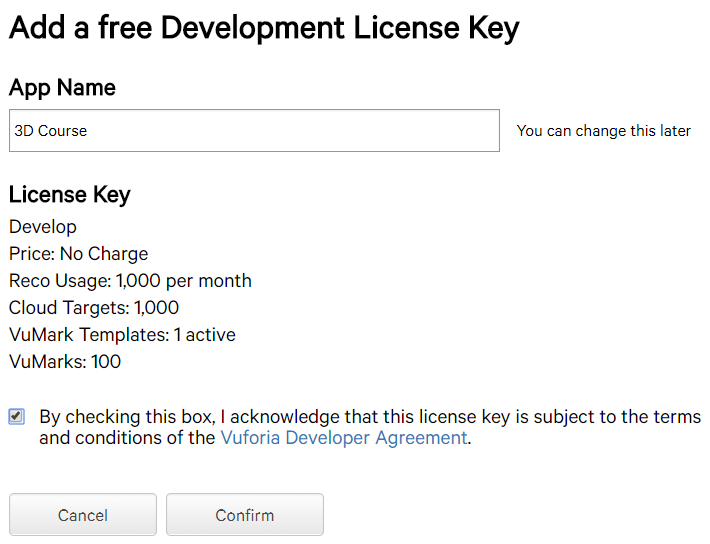 Add a free Development License Key
App Name
3D Course
You can change this later
License Key
Develop
Price: No Charge
Reco Usage: 1,000 per month
Cloud Targets: 1,000
VuMark Templates: 1 active
VuMarks: 100
By checking this box, I acknowledge that this license key is subject to the terms
and conditions of the Vuforia Developer Agreement.
Cancel
Confirm